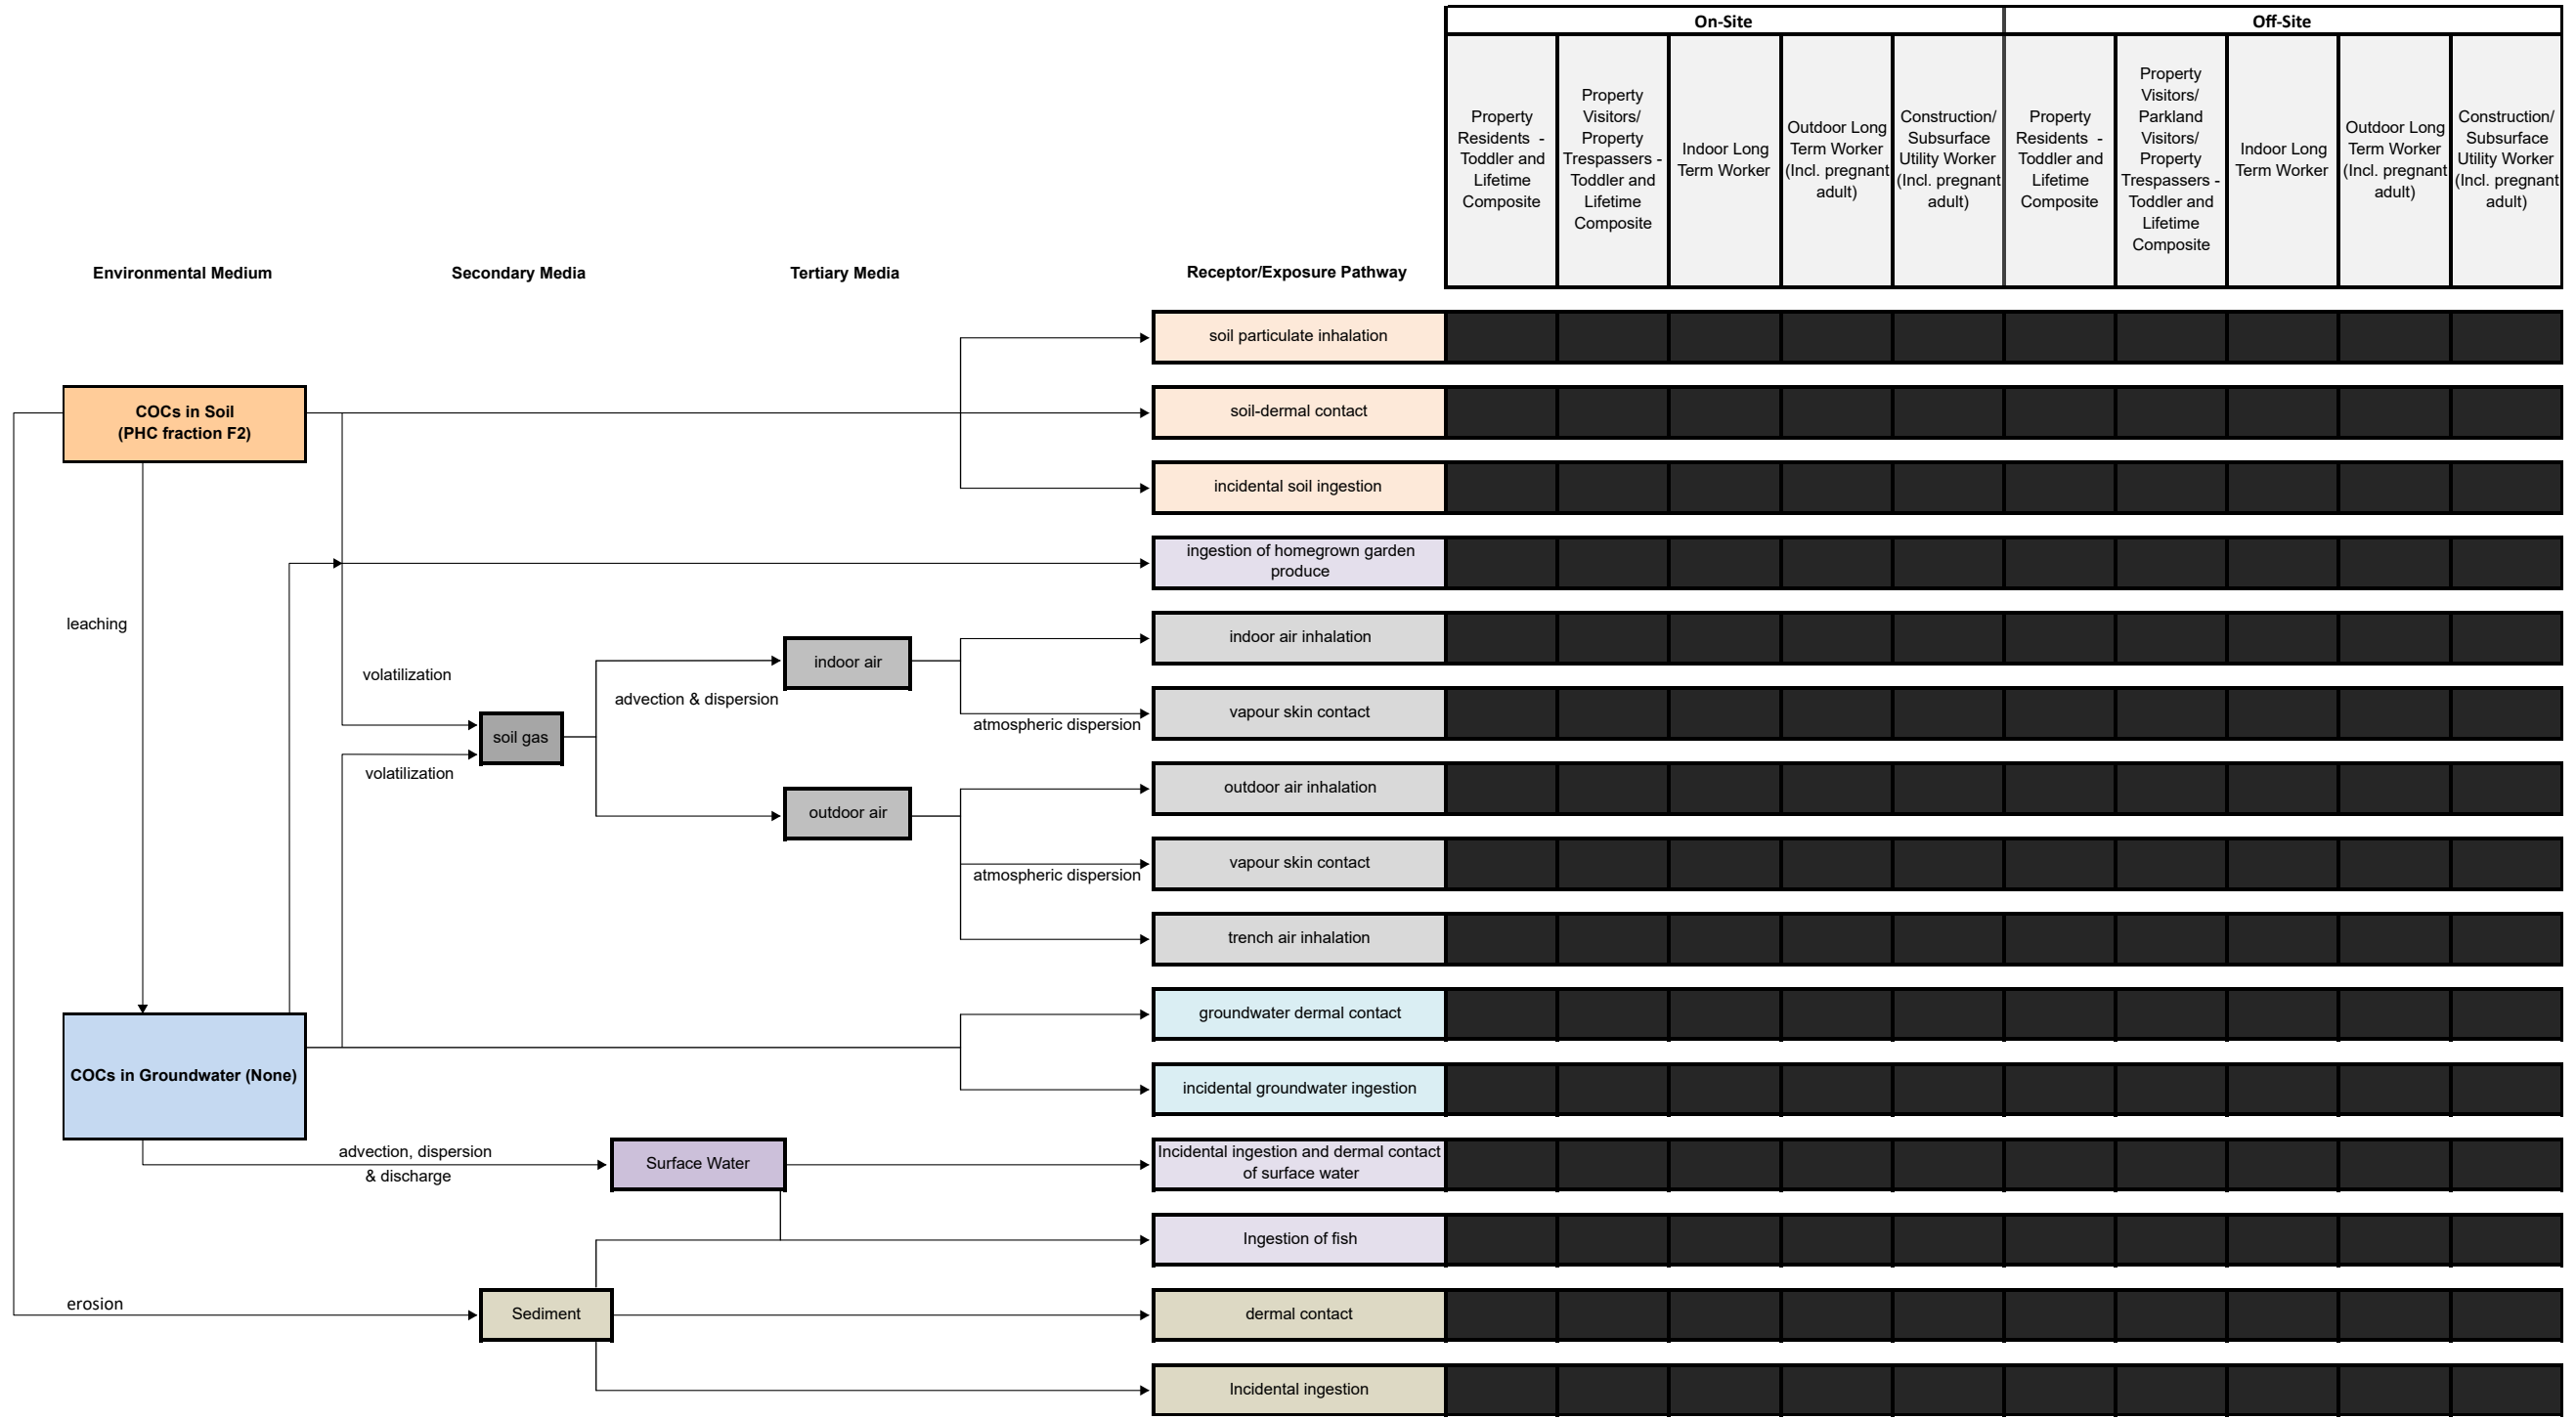 On-Site
Off-Site
Property
Residents -
Toddler and
Lifetime
Composite
Property
Visitors/
Property
Trespassers -
Toddler and
Lifetime
Composite
Indoor Long
Term Worker
Outdoor Long
Term Worker
(Incl. pregnant
adult)
Construction/
Subsurface
Utility Worker
(Incl. pregnant
adult)
Property
Residents -
Toddler and
Lifetime
Composite
Property
Visitors/
Parkland
Visitors/
Property
Trespassers -
Toddler and
Lifetime
Composite
Indoor Long
Term Worker
Outdoor Long
Term Worker
(Incl. pregnant
adult)
Construction/
Subsurface
Utility Worker
(Incl. pregnant
adult)
Environmental Medium
Secondary Media
Tertiary Media
Receptor/Exposure Pathway
soil particulate inhalation
COCs in Soil
(PHC fraction F2)
soil-dermal contact
incidental soil ingestion
ingestion of homegrown garden
produce
leaching
indoor air inhalation
indoor air
volatilization
advection & dispersion
vapour skin contact
atmospheric dispersion
soil gas
volatilization
outdoor air inhalation
outdoor air
vapour skin contact
atmospheric dispersion
trench air inhalation
groundwater dermal contact
COCs in Groundwater (None)
incidental groundwater ingestion
advection, dispersion
& discharge
Surface Water
Incidental ingestion and dermal contact
of surface water
Ingestion of fish
erosion
Sediment
dermal contact
Incidental ingestion